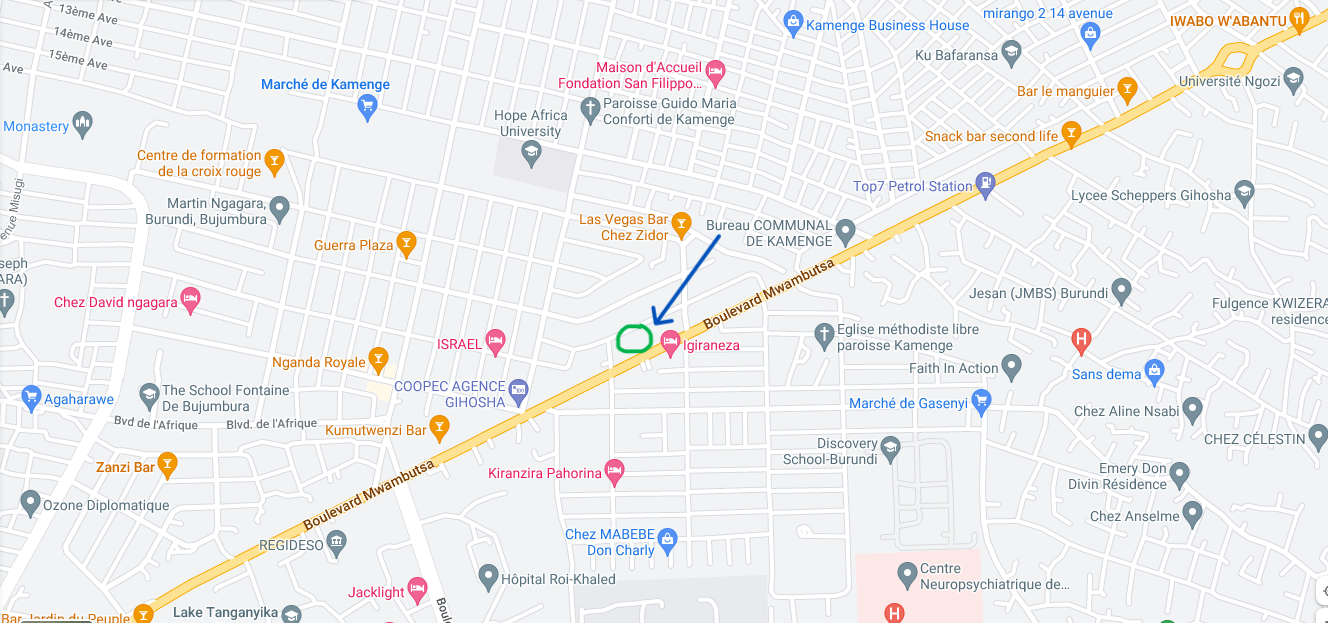 13ème Ave
14ème Ave
15ème Ave
Ave
Kamenge Business House
mirango 2 14 avenue
IWABO W'ABANTU
Ku Bafaransa
Université Ngozi
Maison d'Accueil
Fondation San FIlippo...
Marché de Kamenge
Bar le manguier
Paroisse Guido Maria
Conforti de Kamenge
Hope Africa
University
Monastery
Snack bar second life
Centre de formation
de la croix rouge
Top7 Petrol Station
Lycee Scheppers Gihosha
Martin Ngagara,
Burundi, Bujumbura
enue Misugi
Las Vegas Bar
Chez Zidor
Bureau COMMUNAL
DE KAMENGE
Guerra Plaza
oseph
ARA)
Boulevard Mwambutsa
Jesan (JMBS) Burundi
Chez David ngagara
Fulgence KWIZERA
residence
Eglise méthodiste libre
paroisse Kamenge
ISRAEL
Igiraneza
Nganda Royale
Faith In Action
Sans dema
COOPEC AGENCE
GIHOSHA
The School Fontaine
De Bujumbura
Agaharawe
Marché de Gasenyi
Chez Aline Nsabi
Bvd de l'Afrique
Blvd. de l'Afrique
Kumutwenzi Bar
CHEZ CÉLESTIN
Discovery
School-Burundi
Zanzi Bar
Boulevard Mwambutsa
Kiranzira Pahorina
Emery Don
Divin Résidence
Ozone Diplomatique
Chez Anselme
Chez MABEBE
Don Charly
REGIDESO
Hôpital Roi-Khaled
Centre
Neuropsychiatrique de...
Jacklight
Boul
Bar Jardin du Peuple
Lake Tanganyika